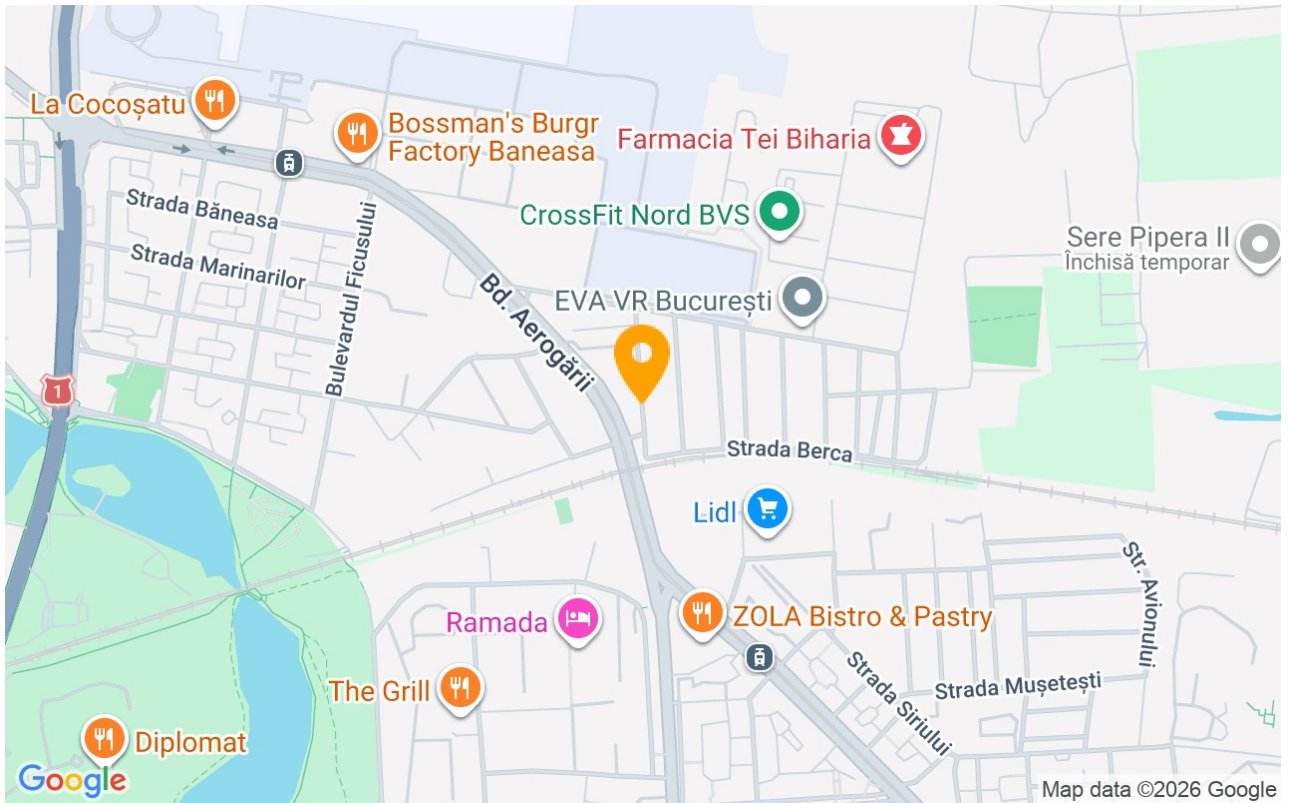 La Cocoșatu
Bossman's Burgr
Factory Baneasa
Farmacia Tei Biharia
Strada Băneasa
CrossFit Nord BVS
Strada Marinarilor
Bulevardul Ficusului
Sere Pipera II
Închisă temporar
EVA VR București
Bd. Aerogării
1
Strada Berca
Lidl
Str. Avionului
Ramada
ZOLA Bistro & Pastry
The Grill
Strada Siriului
Strada Mușetești
Diplomat
Google
Map data ©2026 Google